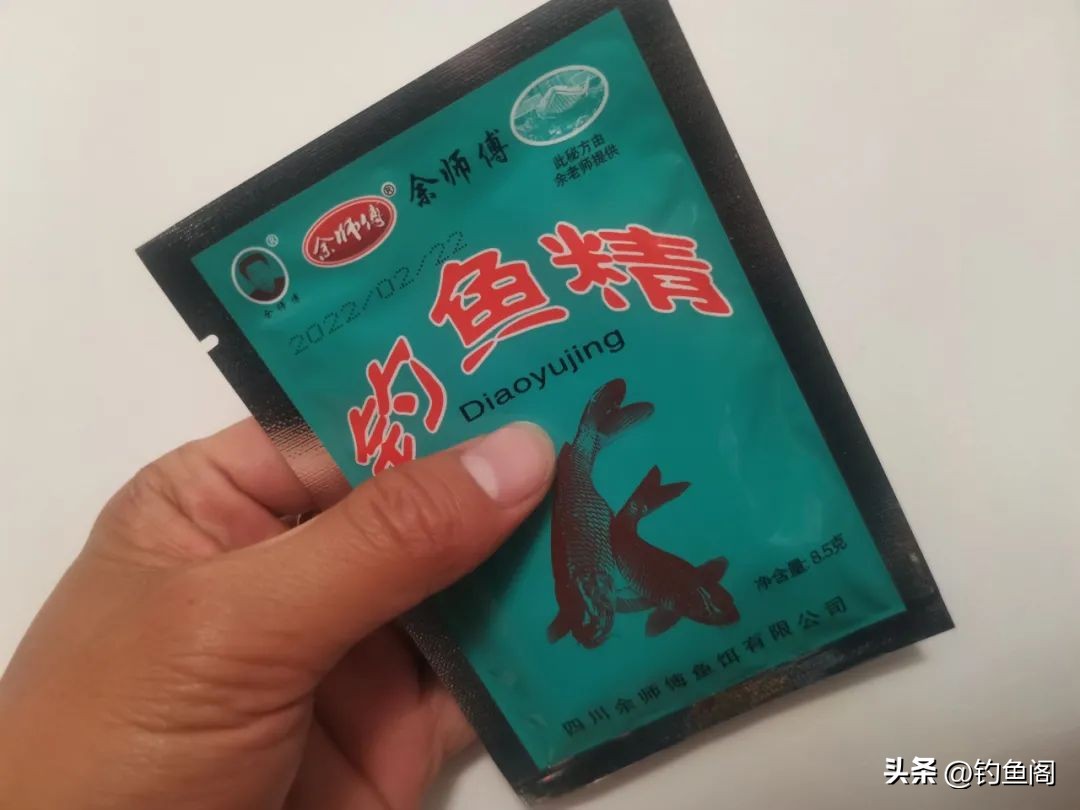 余师傅®
®
余师傅
余师傅
此秘方由
余老师提供
2022/02/22
钓鱼精
Diaoyujing
净含量:8.5克
四川余师傅鱼饵有限公司
头条 @钓鱼阁